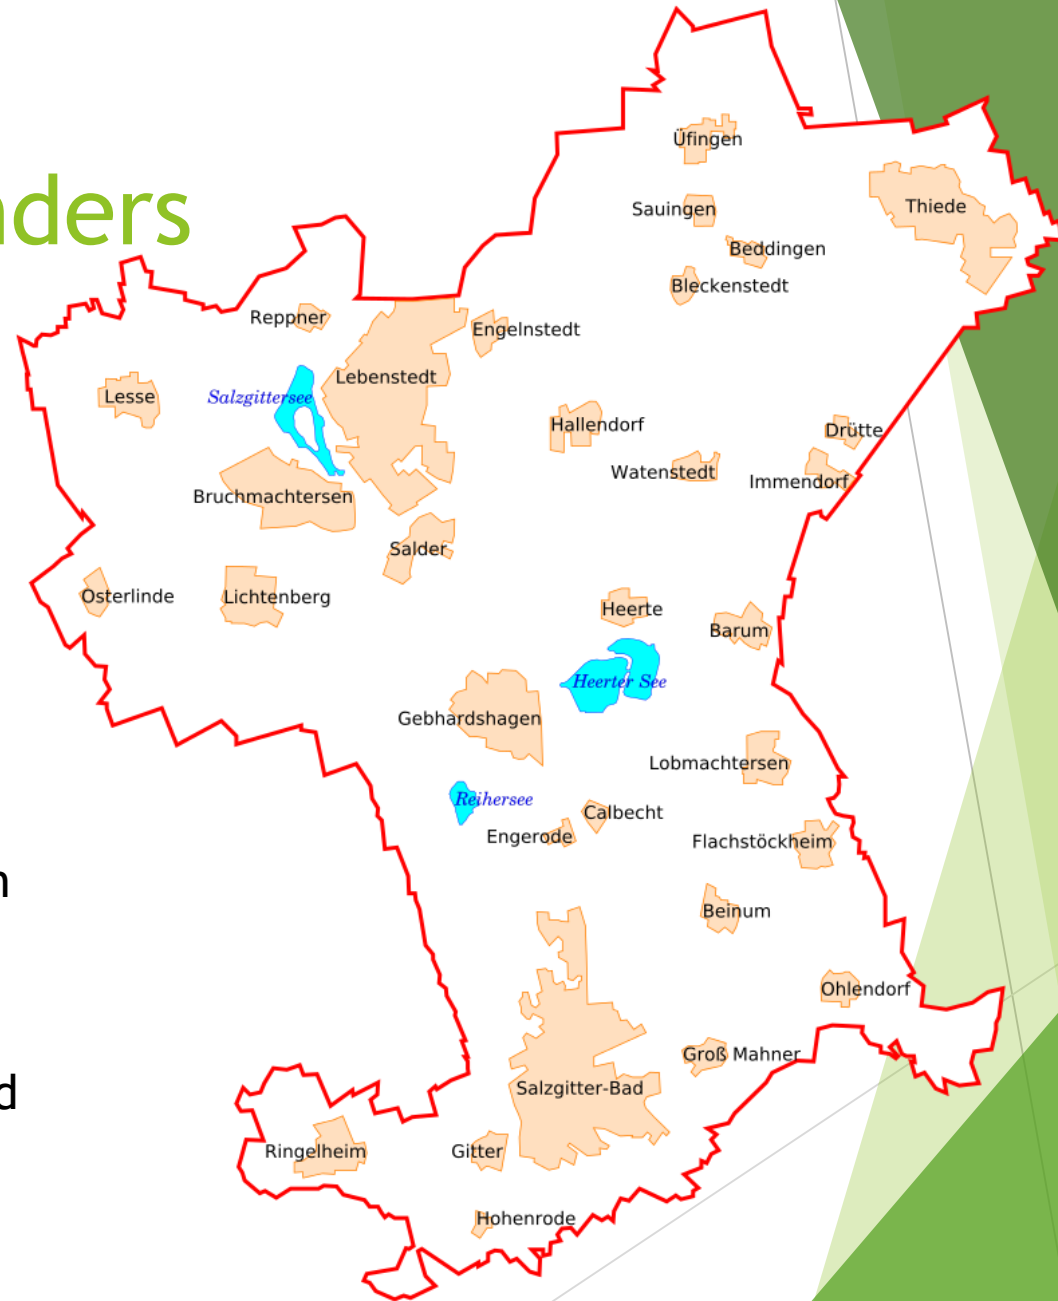 nders
Üfingen
Thiede
Sauingen
Beddingen
Bleckenstedt
Reppner
Engelnstedt
Lebenstedt
Lesse
Salzgittersee
Hallendorf
Drütte
Watenstedt
Immendorf
Bruchmachtersen
Salder
Osterlinde
Lichtenberg
Heerte
Barum
Heerter See
Gebhardshagen
Lobmachtersen
Reihersee
Calbecht
Engerode
Flachstöckheim
n
Beinum
Ohlendorf
Groß Mahner
Salzgitter-Bad
d
Ringelheim
Gitter
Hohenrode